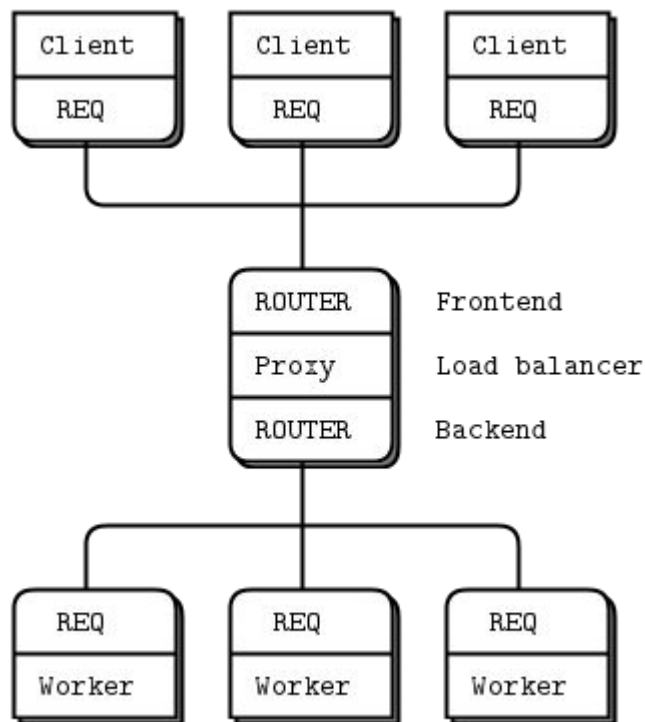 Client Client Client
REQ REQ REQ
ROUTER Frontend
Proxy Load balancer
ROUTER Backend
REQ REQ REQ
Worker Worker Worker